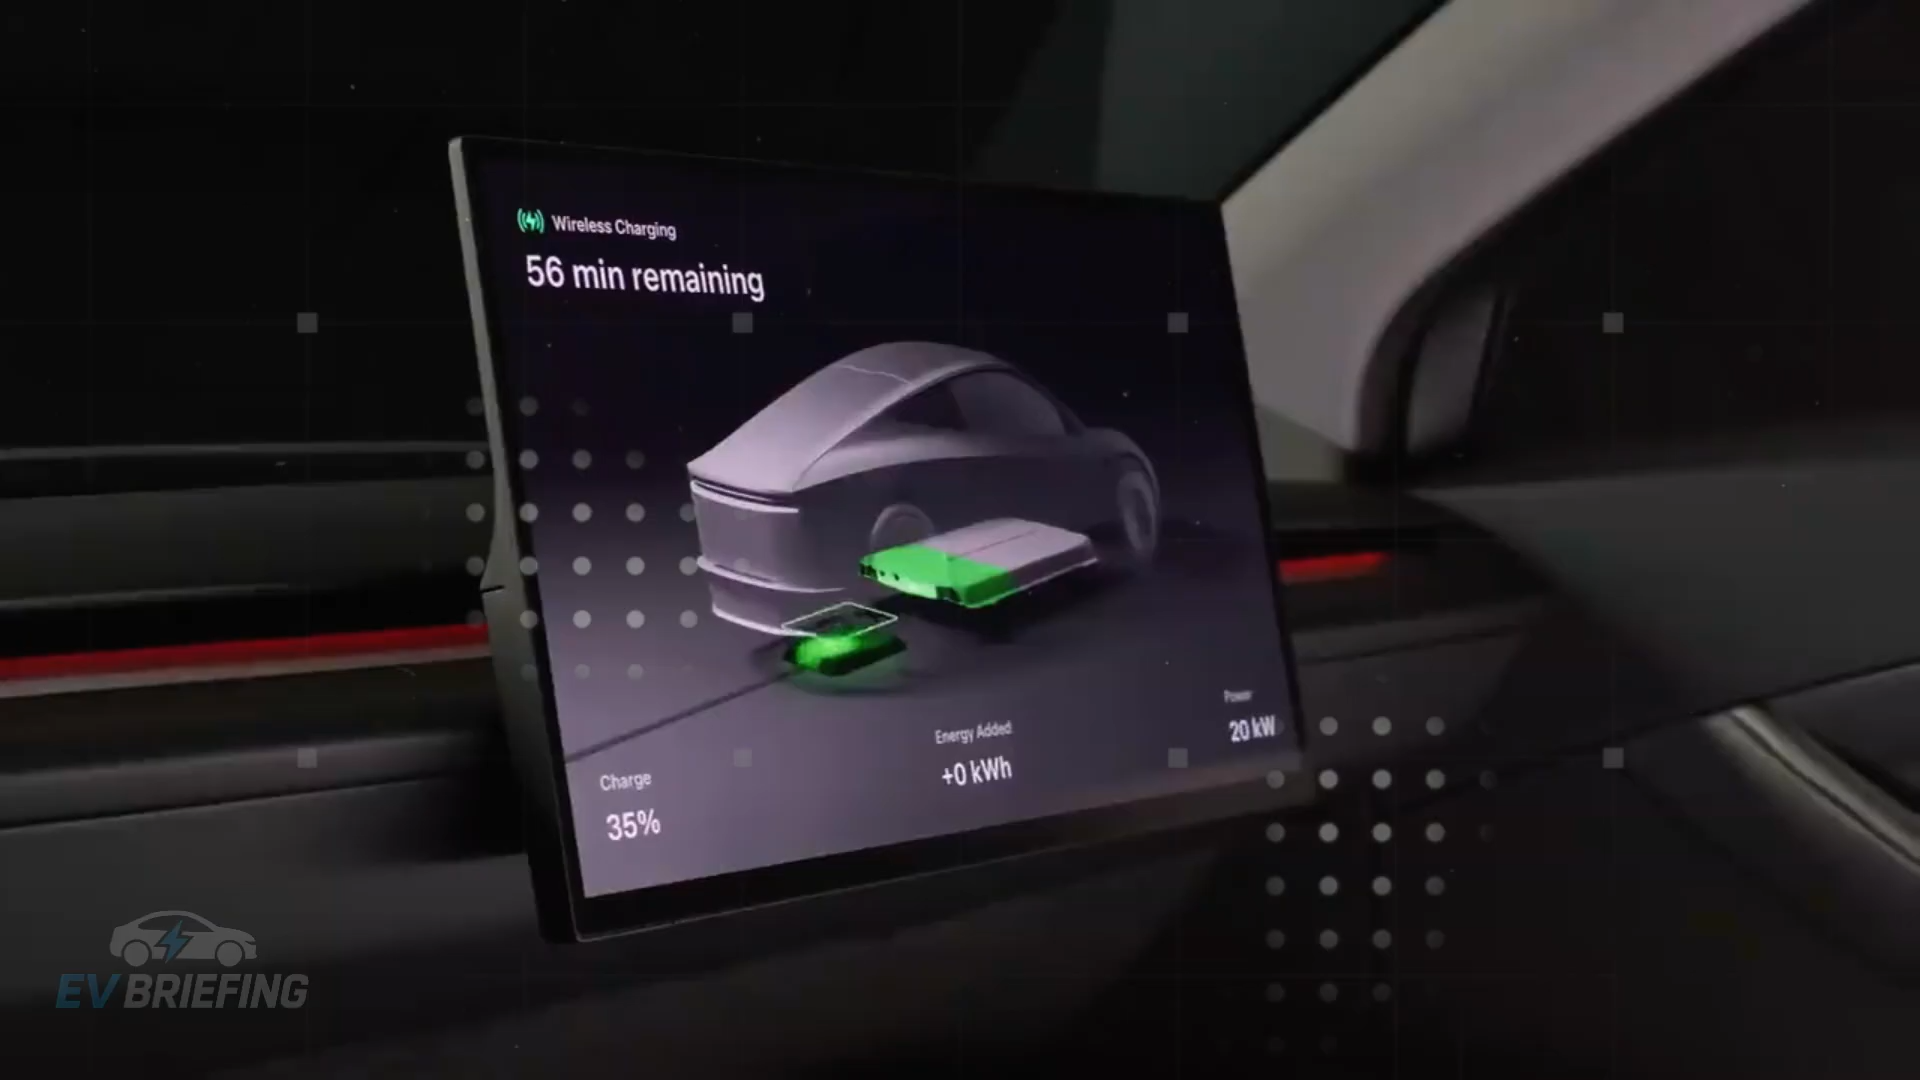 Wireless Charging
56 min remaining
Charge
35%
Energy Added
+0 kWh
Power
20 kW
EV BRIEFING